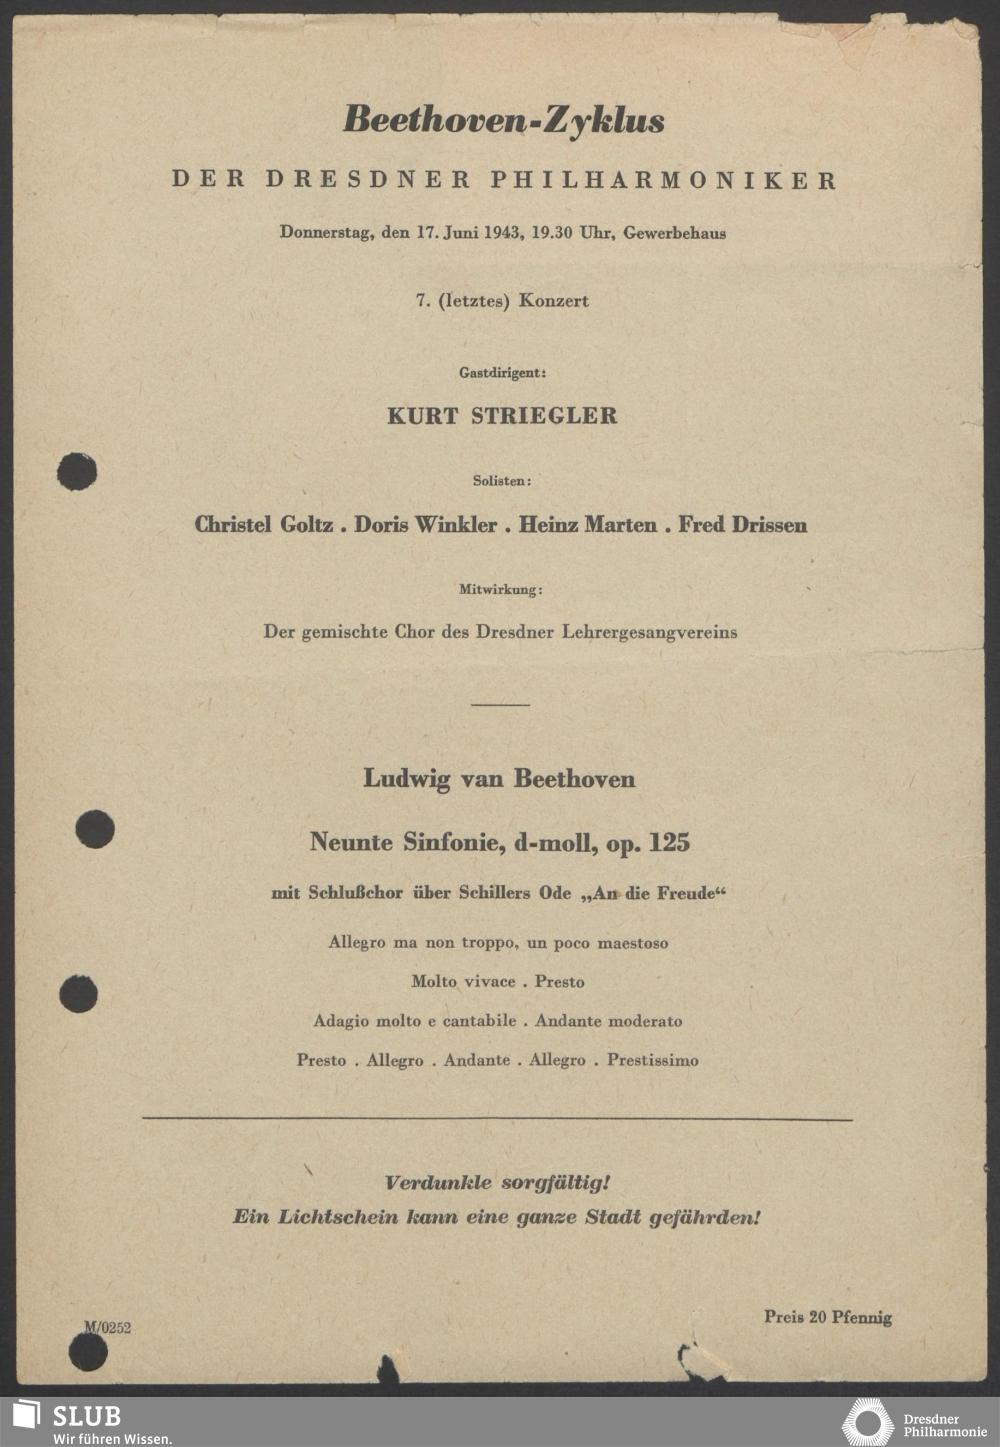 Beethoven-Zyklus
DER DRESDNER PHILHARMONIKER
Donnerstag, den 17. Juni 1943, 19.30 Uhr, Gewerbehaus
7. (letztes) Konzert
Gastdirigent:
KURT STRIEGLER
Solisten:
Christel Goltz . Doris Winkler . Heinz Marten . Fred Drissen
Mitwirkung:
Der gemischte Chor des Dresdner Lehrergesangvereins
Ludwig van Beethoven
Neunte Sinfonie, d-moll, op. 125
mit Schlußchor über Schillers Ode „An die Freude“
Allegro ma non troppo, un poco maestoso
Molto vivace . Presto
Adagio molto e cantabile . Andante moderato
Presto . Allegro . Andante . Allegro . Prestissimo
Verdunkle sorgfältig!
Ein Lichtschein kann eine ganze Stadt gefährden!
Preis 20 Pfennig
M/0252
SLUB
Wir führen Wissen.
Dresdner
Philharmonie